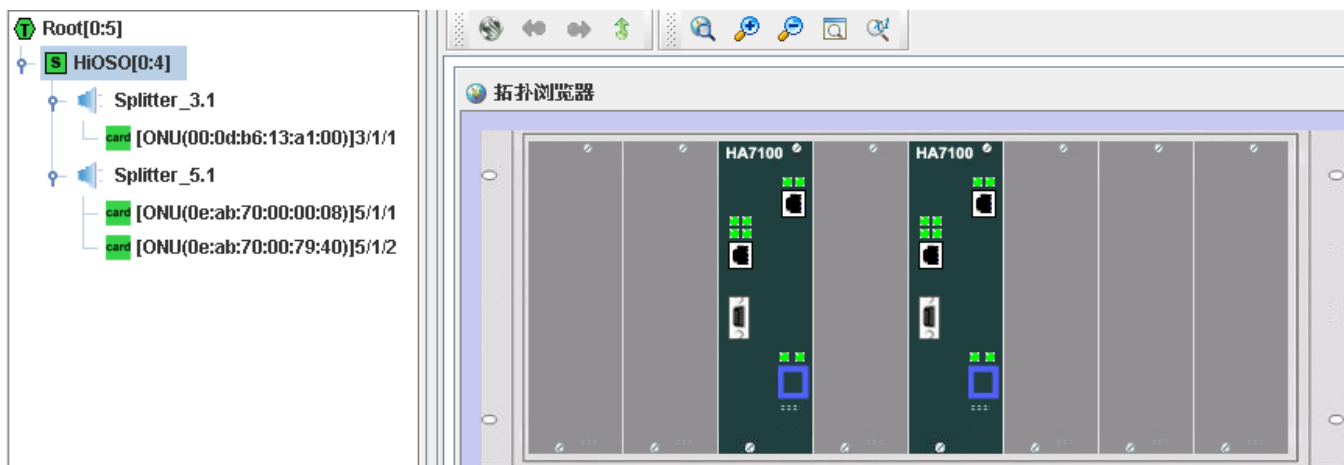 Root[0:5]
HiOSO[0:4]
Splitter_3.1
card [ONU(00:0d:b6:13:a1:00)]3/1/1
Splitter_5.1
card [ONU(0e:ab:70:00:00:08)]5/1/1
card [ONU(0e:ab:70:00:79:40)]5/1/2
拓扑浏览器
HA7100
HA7100